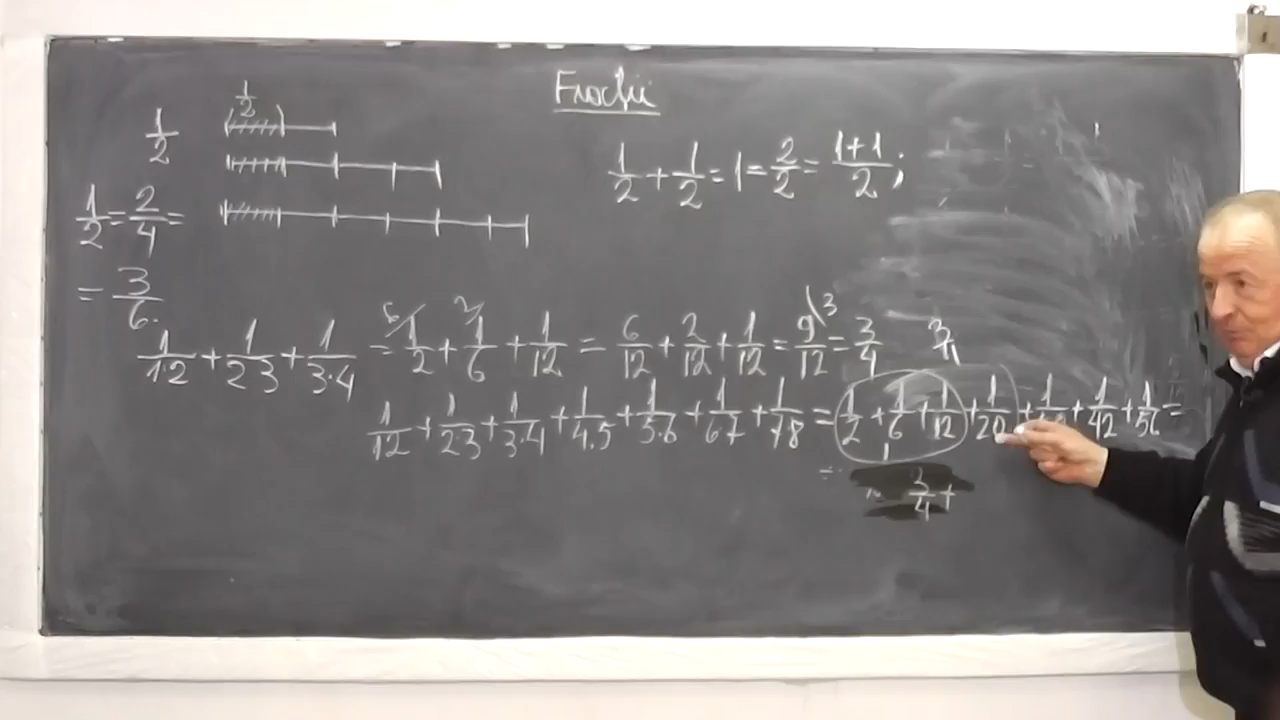 Fracții
1/2
1/2
1/2 + 1/2 = 1 = 2/2 = (1+1)/2 ;
1/2 = 2/4 =
= 3/6.
1/1·2 + 1/2·3 + 1/3·4 = 1/2 + 1/6 + 1/12 = 6/12 + 2/12 + 1/12 = 9/12 = 3/4
1/1·2 + 1/2·3 + 1/3·4 + 1/4·5 + 1/5·6 + 1/6·7 + 1/7·8 = 1/2 + 1/6 + 1/12 + 1/20 + 1/ + 1/42 + 1/56 =
= 3/4 +